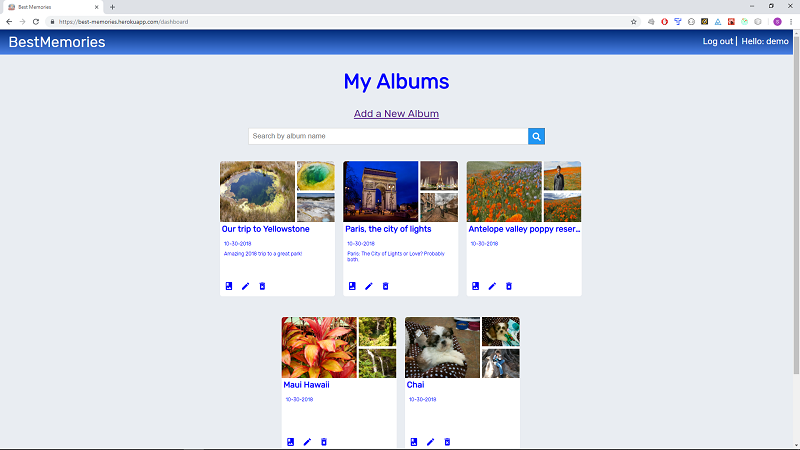 Best Memories
https://best-memories.herokuapp.com/dashboard
BestMemories
Log out | Hello: demo
My Albums
Add a New Album
Search by album name
Our trip to Yellowstone
10-30-2018
Amazing 2018 trip to a great park!
Paris, the city of lights
10-30-2018
Paris: The City of Lights or Love? Probably
both.
Antelope valley poppy reser...
10-30-2018
Maui Hawaii
10-30-2018
Chai
10-30-2018